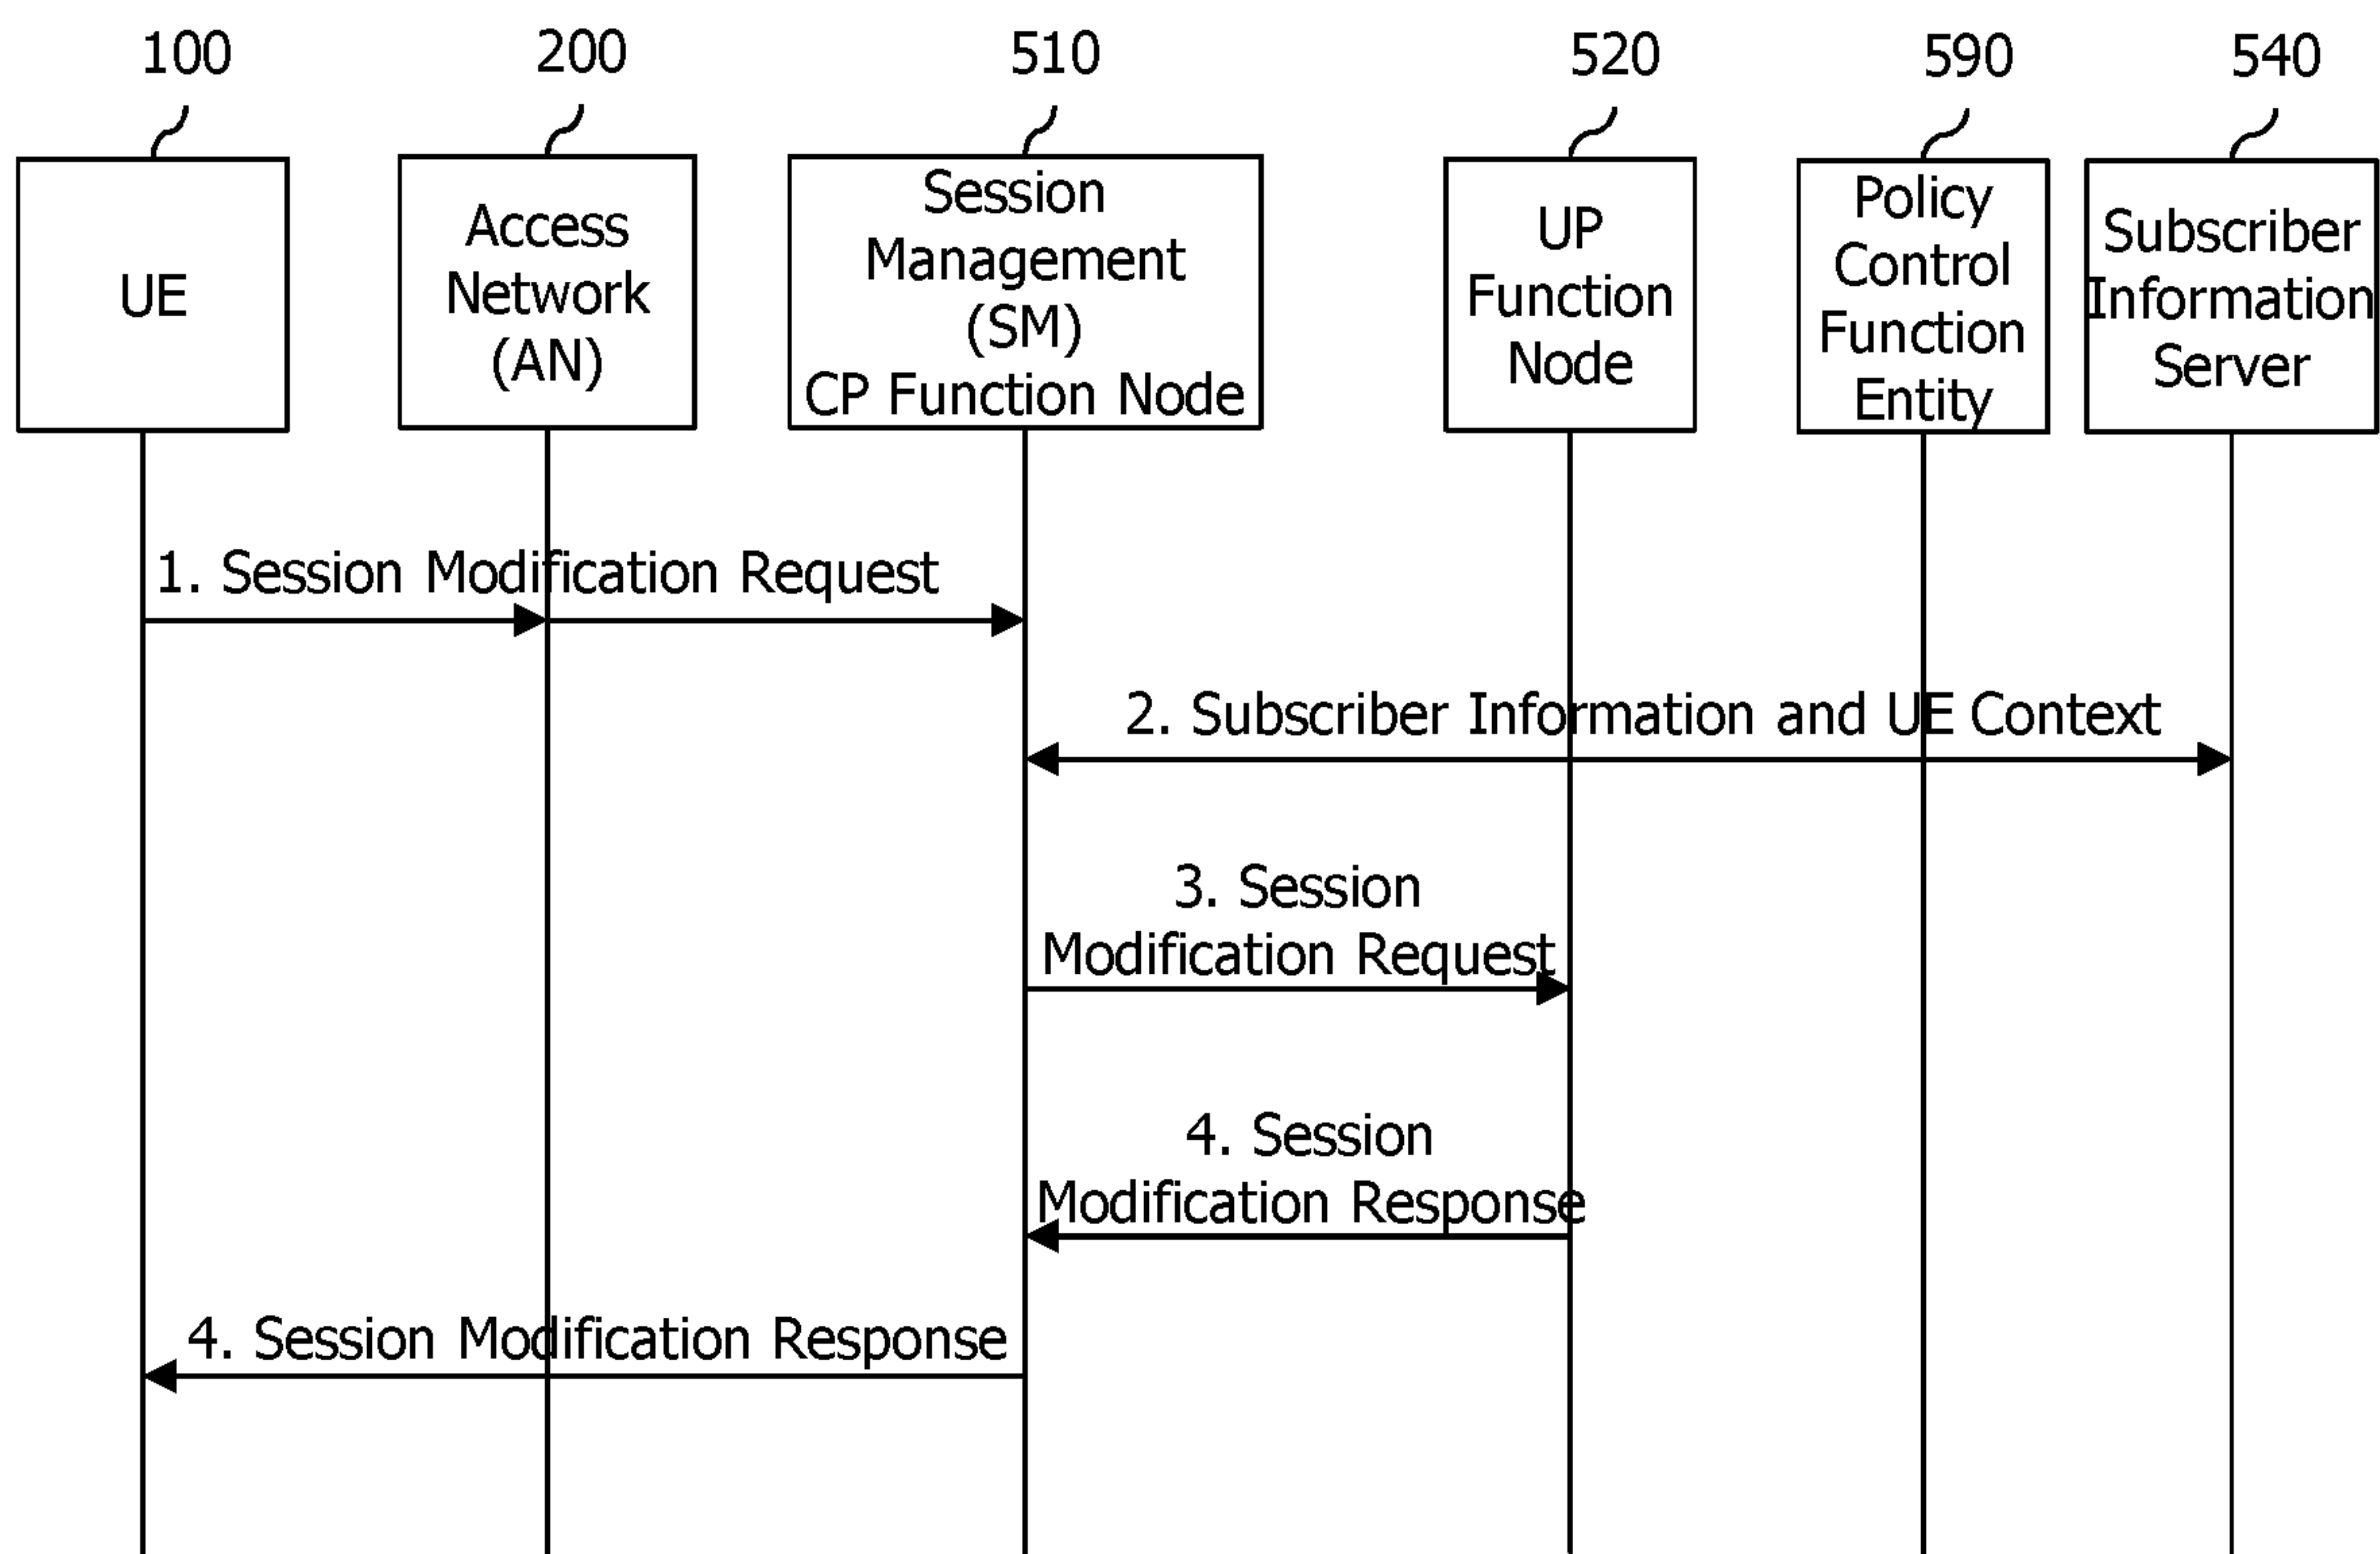 100
200
510
520
590
540
UE
Access
Network
(AN)
Session
Management
(SM)
CP Function Node
UP
Function
Node
Policy
Control
Function
Entity
Subscriber
Information
Server
1. Session Modification Request
2. Subscriber Information and UE Context
3. Session
Modification Request
4. Session
Modification Response
4. Session Modification Response